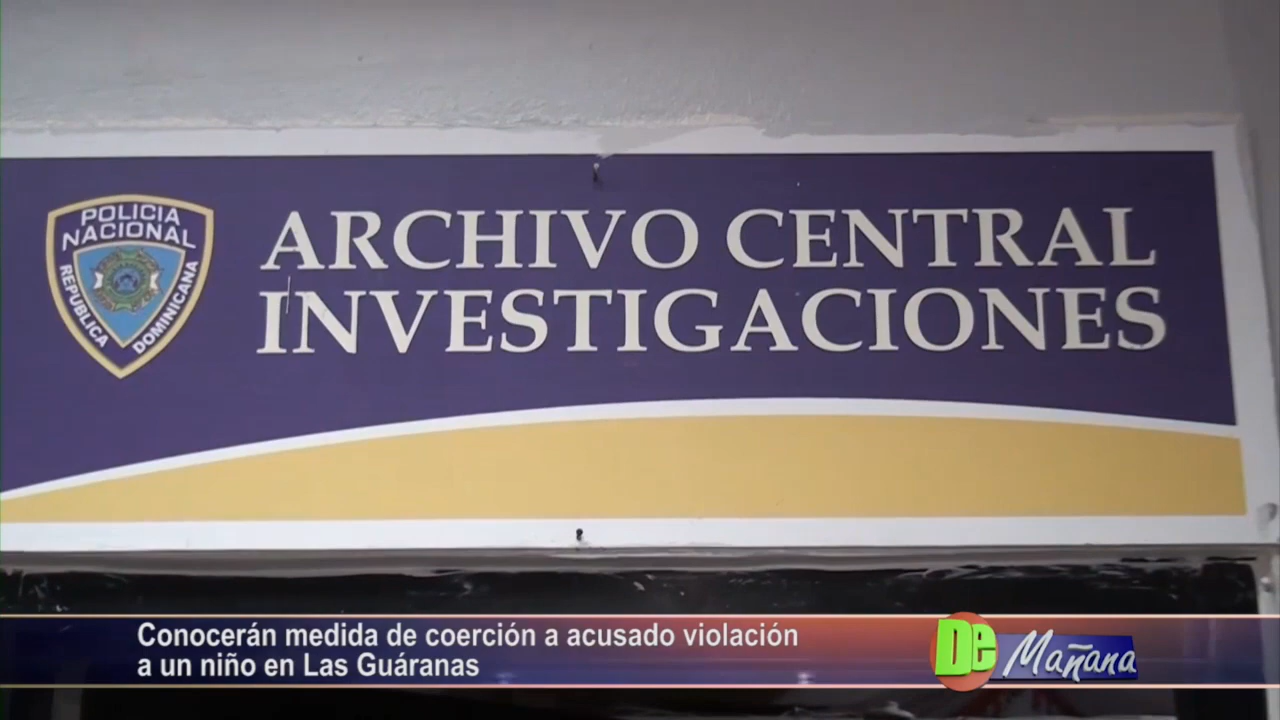 POLICIA
NACIONAL
REPUBLICA
DOMINICANA
ARCHIVO CENTRAL
INVESTIGACIONES
Conocerán medida de coerción a acusado violación
a un niño en Las Guáranas
De Mañana